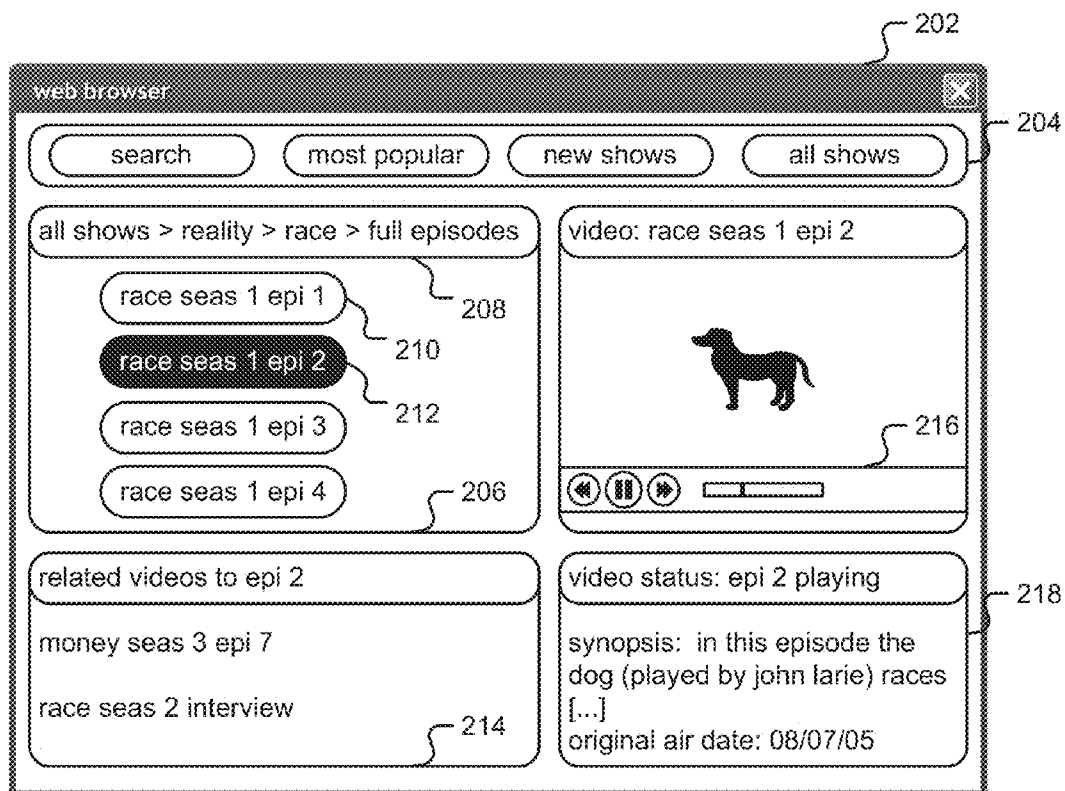 202
web browser
204
search most popular new shows all shows
all shows > reality > race > full episodes
208
race seas 1 epi 1
210
race seas 1 epi 2
212
race seas 1 epi 3
race seas 1 epi 4
206
video: race seas 1 epi 2
216
related videos to epi 2
money seas 3 epi 7
race seas 2 interview
214
video status: epi 2 playing
218
synopsis: in this episode the
dog (played by john larie) races
[...]
original air date: 08/07/05